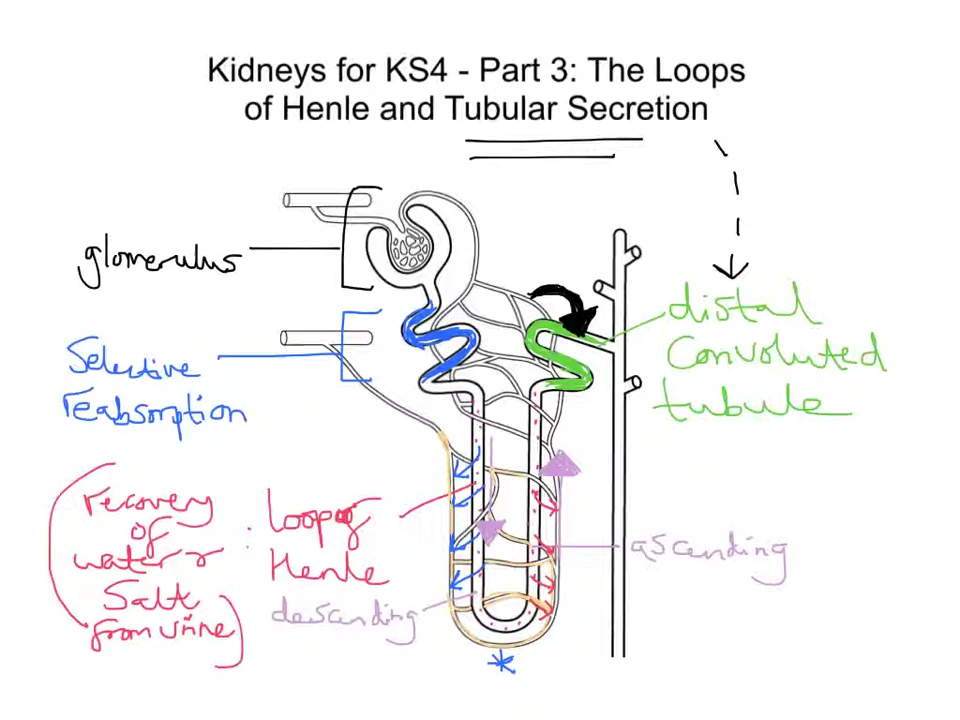 Kidneys for KS4 - Part 3: The Loops
of Henle and Tubular Secretion
glomerulus
distal
Convoluted
tubule
Selective
reabsorption
recovery
of
water &
Salt
from urine
Loop of
Henle
descanding
ascending